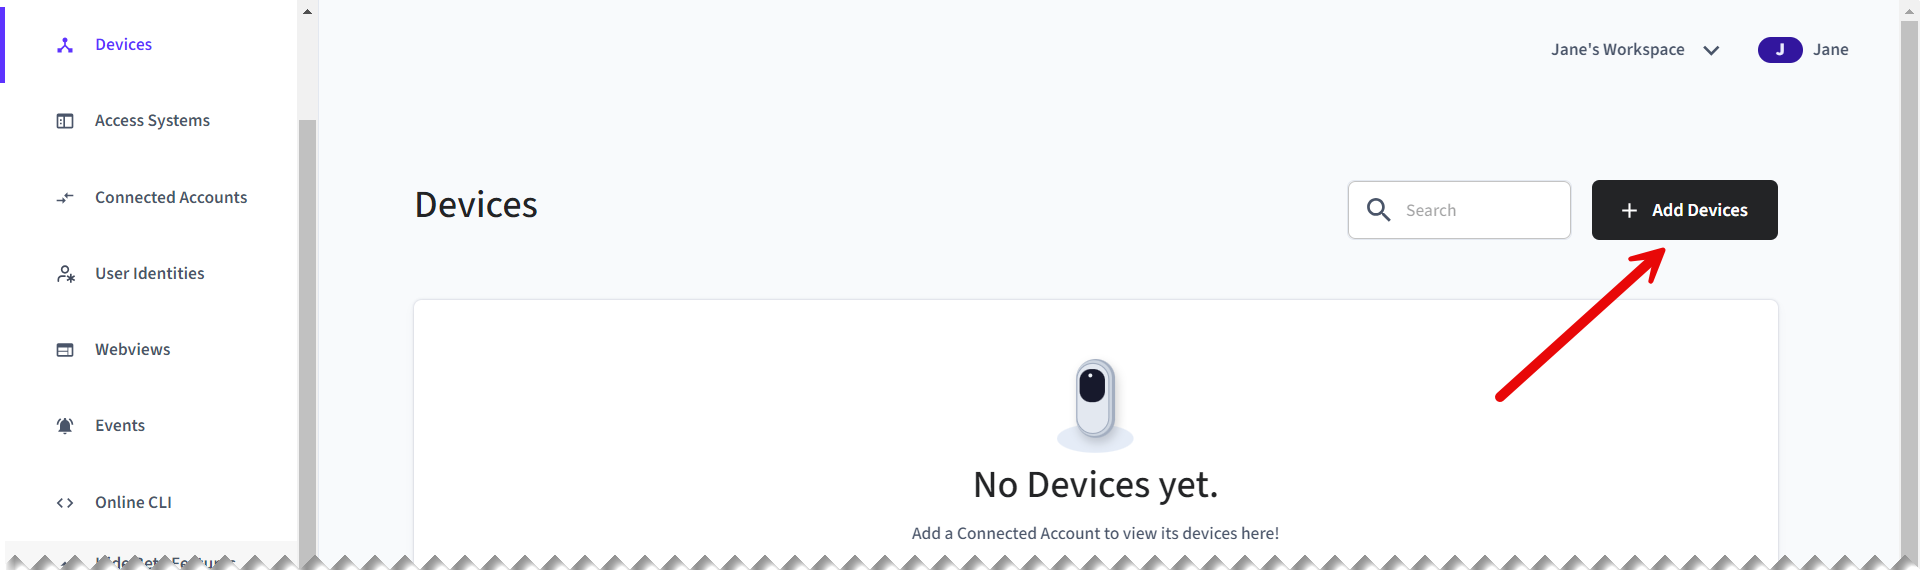 Devices
Access Systems
Connected Accounts
User Identities
Webviews
Events
Online CLI
Jane's Workspace
J
Jane
Devices
Search
Add Devices
No Devices yet.
Add a Connected Account to view its devices here!